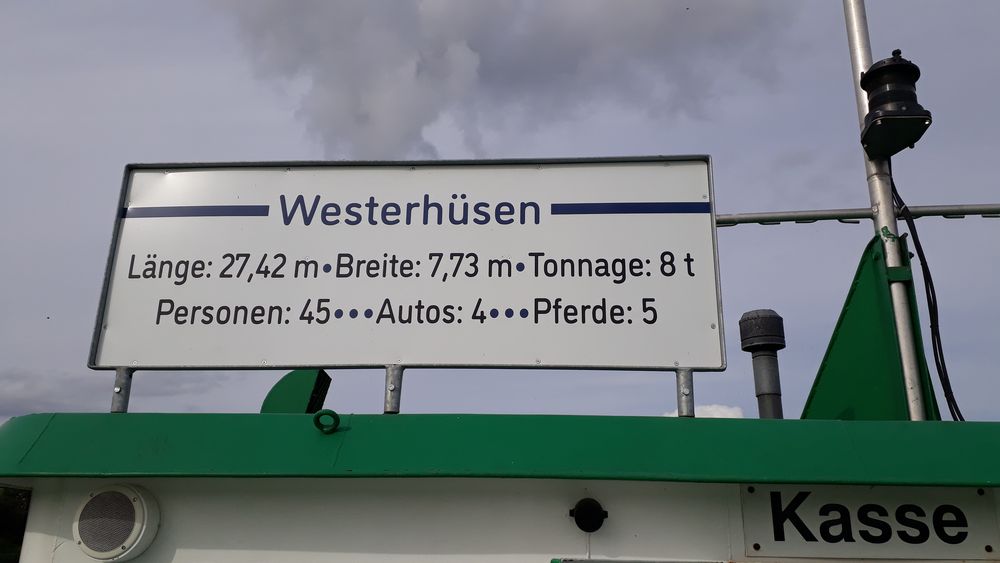 Westerhüsen
Länge: 27,42 m•Breite: 7,73 m•Tonnage: 8 t
Personen: 45•••Autos: 4•••Pferde: 5
Kasse